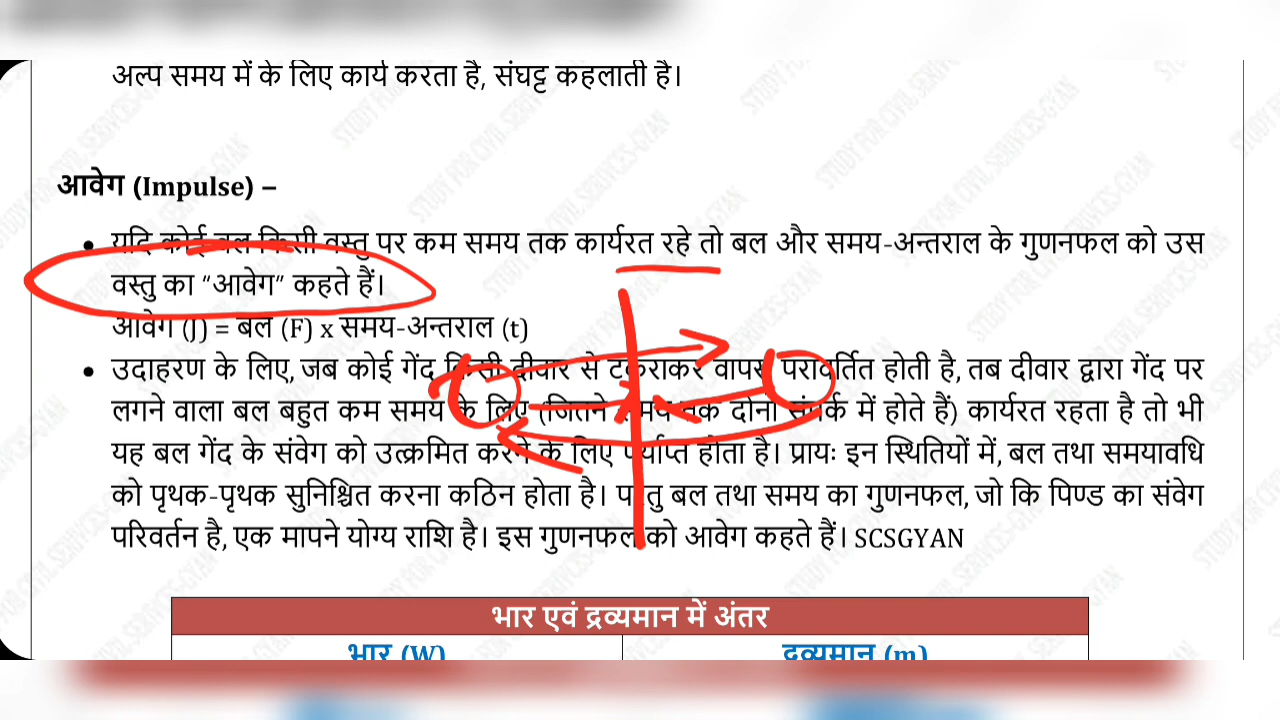 अल्प समय में के लिए कार्य करता है, संघट्ट कहलाती है।
आवेग (Impulse) –
• यदि कोई बल किसी वस्तु पर कम समय तक कार्यरत रहे तो बल और समय-अन्तराल के गुणनफल को उस
वस्तु का “आवेग” कहते हैं।
आवेग (J) = बल (F) x समय-अन्तराल (t)
• उदाहरण के लिए, जब कोई गेंद किसी दीवार से टकराकर वापस परावर्तित होती है, तब दीवार द्वारा गेंद पर
लगने वाला बल बहुत कम समय के लिए (जितने समय तक दोनों संपर्क में होते हैं) कार्यरत रहता है तो भी
यह बल गेंद के संवेग को उत्क्रमित करने के लिए पर्याप्त होता है। प्रायः इन स्थितियों में, बल तथा समयावधि
को पृथक-पृथक सुनिश्चित करना कठिन होता है। परंतु बल तथा समय का गुणनफल, जो कि पिण्ड का संवेग
परिवर्तन है, एक मापने योग्य राशि है। इस गुणनफल को आवेग कहते हैं। SCSGYAN
भार एवं द्रव्यमान में अंतर
भार (W) द्रव्यमान (m)